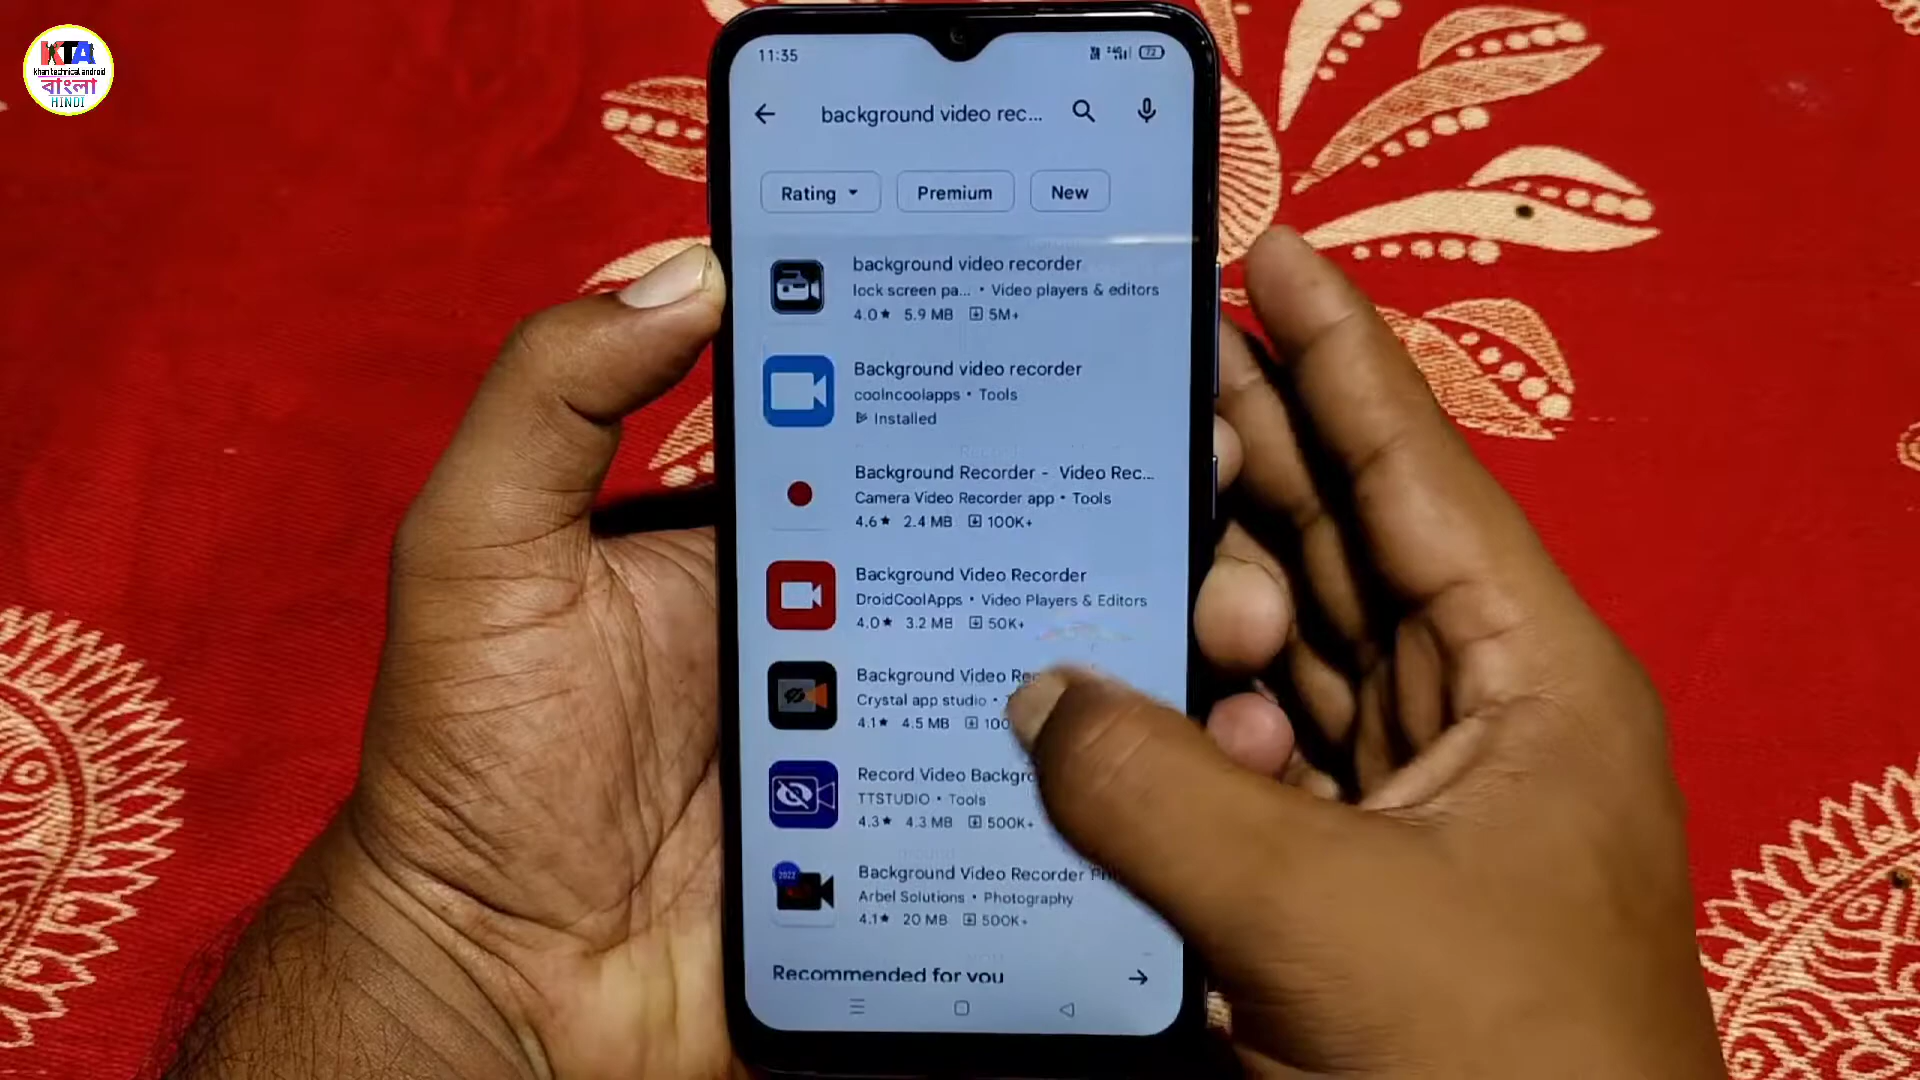 KTA
khan technical android
বাংলা
HINDI
11:35
72
background video rec...
Rating
Premium
New
background video recorder
lock screen pa... • Video players & editors
4.0★ 5.9 MB 5M+
Background video recorder
coolncoolapps • Tools
Installed
Background Recorder - Video Rec...
Camera Video Recorder app • Tools
4.6★ 2.4 MB 100K+
Background Video Recorder
DroidCoolApps • Video Players & Editors
4.0★ 3.2 MB 50K+
Background Video Rec
Crystal app studio •
4.1★ 4.5 MB 100
Record Video Backgro
TTSTUDIO • Tools
4.3★ 4.3 MB 500K+
2022
Background Video Recorder
Arbel Solutions • Photography
4.1★ 20 MB 500K+
Recommended for you